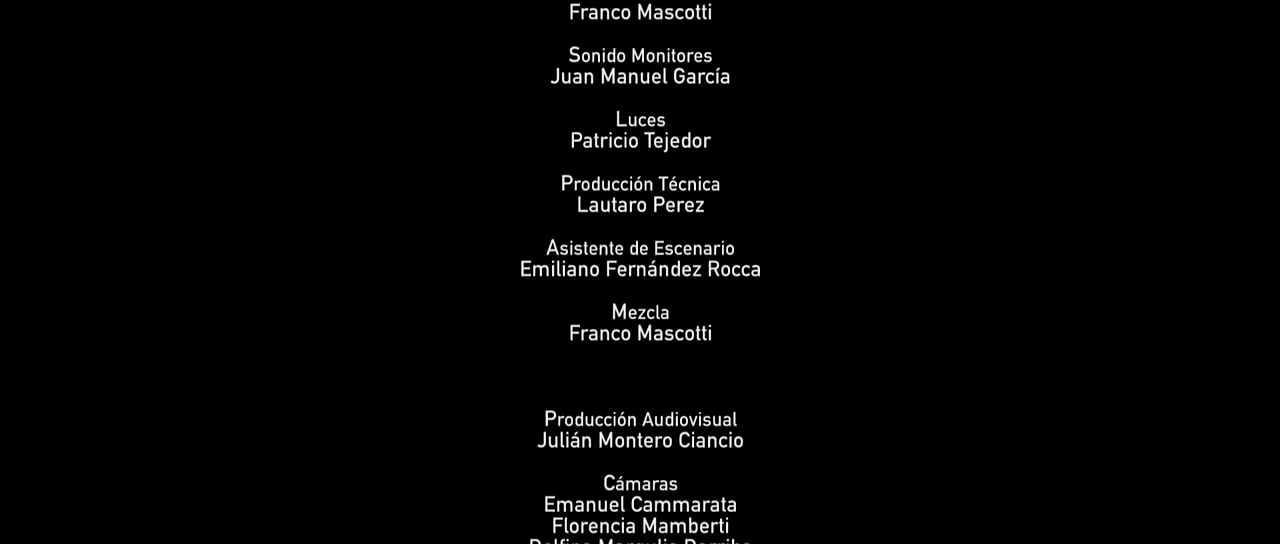 Franco Mascotti
Sonido Monitores
Juan Manuel García
Luces
Patricio Tejedor
Producción Técnica
Lautaro Perez
Asistente de Escenario
Emiliano Fernández Rocca
Mezcla
Franco Mascotti
Producción Audiovisual
Julián Montero Ciancio
Cámaras
Emanuel Cammarata
Florencia Mamberti